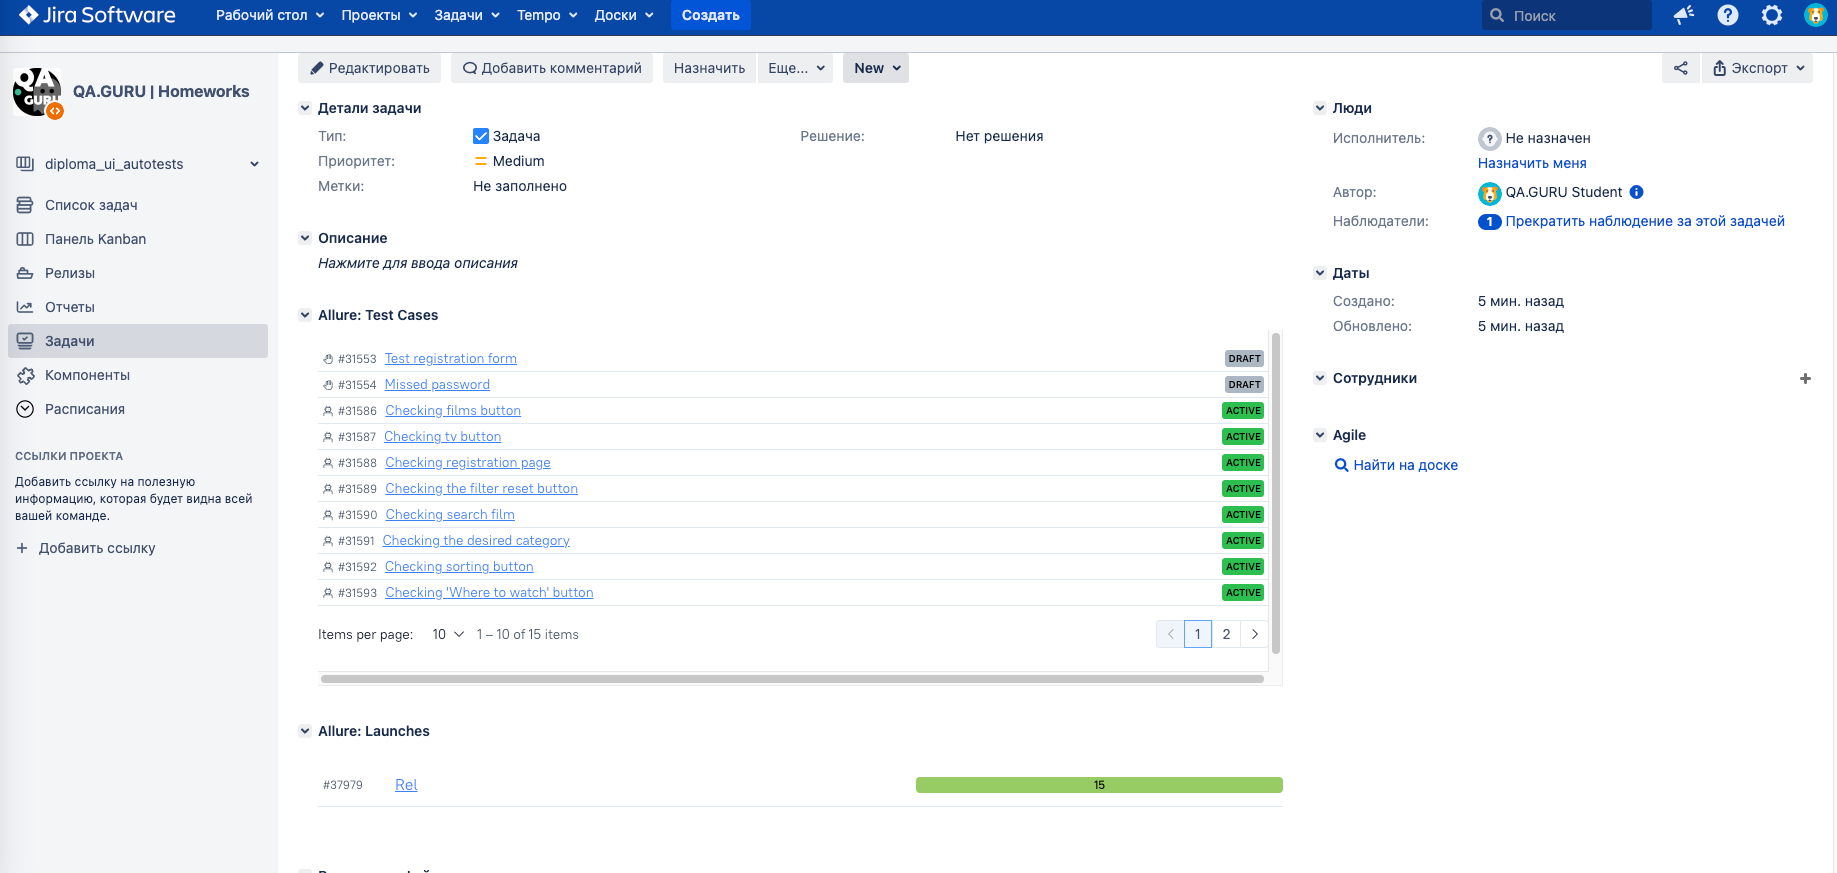 Jira Software
Рабочий стол
Проекты
Задачи
Tempo
Доски
Создать
Поиск
QA.GURU | Homeworks
diploma_ui_autotests
Список задач
Панель Kanban
Релизы
Отчеты
Задачи
Компоненты
Расписания
ССЫЛКИ ПРОЕКТА
Добавить ссылку на полезную
информацию, которая будет видна всей
вашей команде.
+ Добавить ссылку
Редактировать
Добавить комментарий
Назначить
Еще...
New
Экспорт
Детали задачи
Тип: Задача
Решение: Нет решения
Приоритет: Medium
Метки: Не заполнено
Описание
Нажмите для ввода описания
Allure: Test Cases
#31553 Test registration form DRAFT
#31554 Missed password DRAFT
#31586 Checking films button ACTIVE
#31587 Checking tv button ACTIVE
#31588 Checking registration page ACTIVE
#31589 Checking the filter reset button ACTIVE
#31590 Checking search film ACTIVE
#31591 Checking the desired category ACTIVE
#31592 Checking sorting button ACTIVE
#31593 Checking 'Where to watch' button ACTIVE
Items per page: 10 1 – 10 of 15 items
1 2
Allure: Launches
#37979 Rel 15
Люди
Исполнитель: Не назначен
Назначить меня
Автор: QA.GURU Student
Наблюдатели: 1 Прекратить наблюдение за этой задачей
Даты
Создано: 5 мин. назад
Обновлено: 5 мин. назад
Сотрудники
Agile
Найти на доске